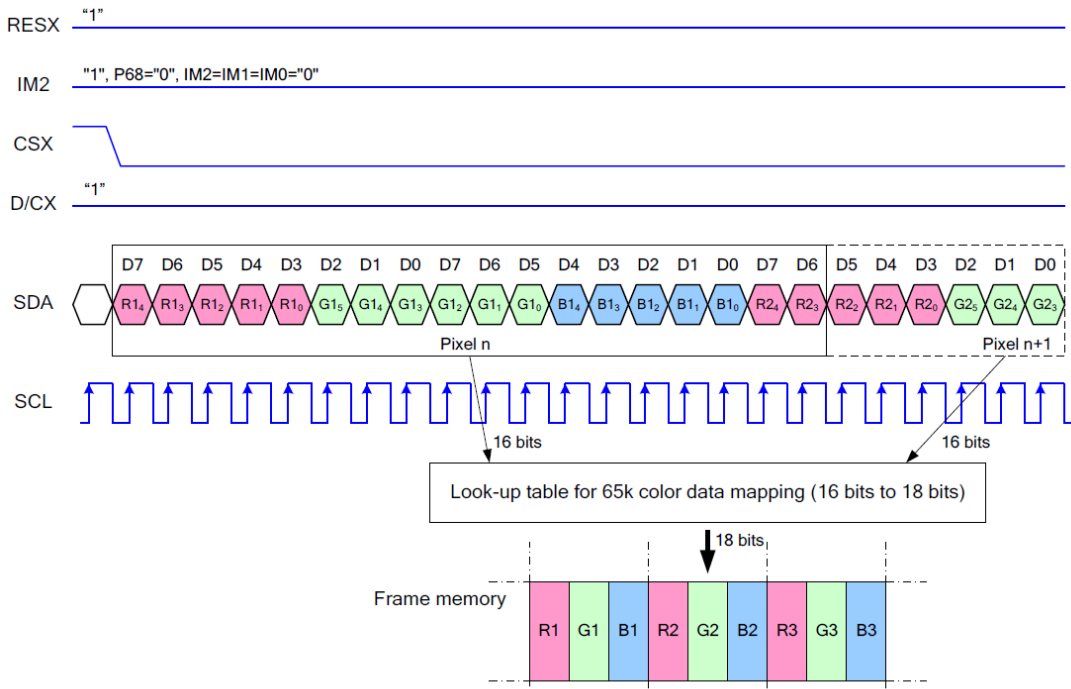 RESX “1”
IM2 "1", P68="0", IM2=IM1=IM0="0"
CSX
D/CX “1”
D7 D6 D5 D4 D3 D2 D1 D0 D7 D6 D5 D4 D3 D2 D1 D0 D7 D6 D5 D4 D3 D2 D1 D0
SDA R1₄ R1₃ R1₂ R1₁ R1₀ G1₅ G1₄ G1₃ G1₂ G1₁ G1₀ B1₄ B1₃ B1₂ B1₁ B1₀ R2₄ R2₃ R2₂ R2₁ R2₀ G2₅ G2₄ G2₃
Pixel n Pixel n+1
SCL
16 bits 16 bits
Look-up table for 65k color data mapping (16 bits to 18 bits)
18 bits
Frame memory
R1 G1 B1 R2 G2 B2 R3 G3 B3